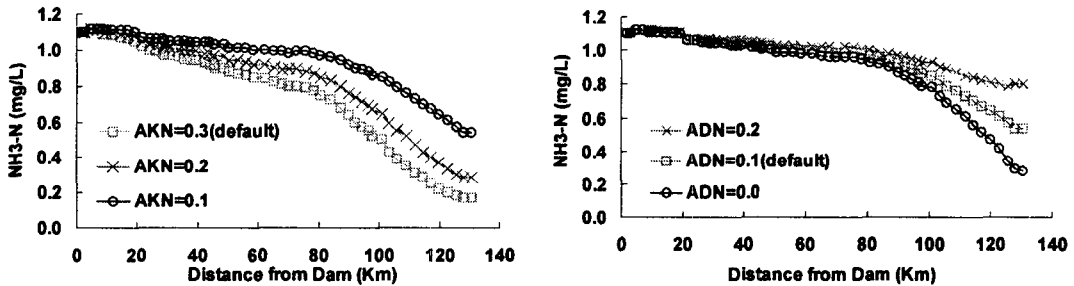 NH3-N (mg/L)
1.2
1.0
0.8
0.6
0.4
0.2
0.0
AKN=0.3(default)
AKN=0.2
AKN=0.1
0 20 40 60 80 100 120 140
Distance from Dam (Km)
NH3-N (mg/L)
1.2
1.0
0.8
0.6
0.4
0.2
0.0
ADN=0.2
ADN=0.1(default)
ADN=0.0
0 20 40 60 80 100 120 140
Distance from Dam (Km)